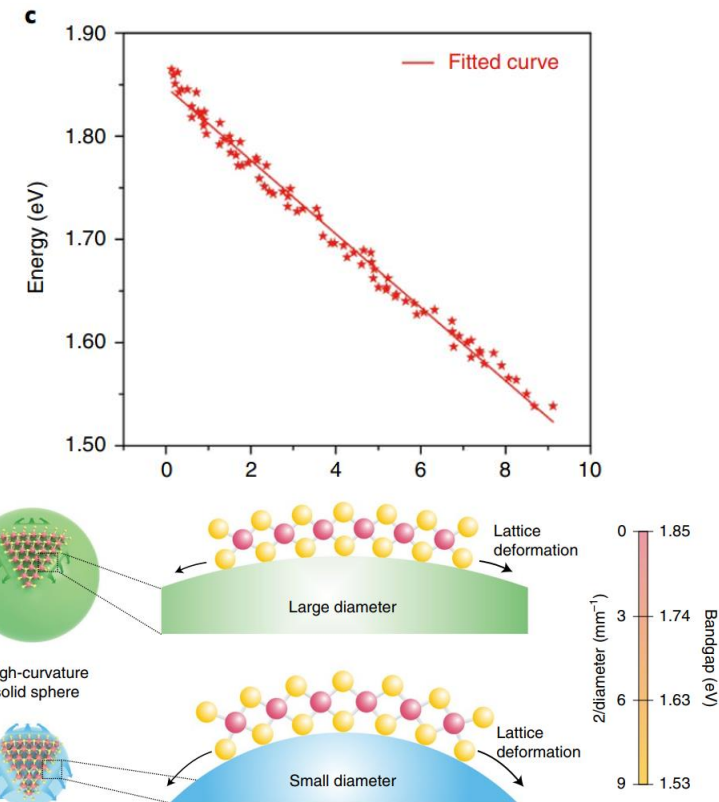 c
1.90
1.80
1.70
1.60
1.50
Energy (eV)
Fitted curve
0 2 4 6 8 10
Lattice
deformation
Large diameter
gh-curvature
solid sphere
Lattice
deformation
Small diameter
2/diameter (mm⁻¹)
0 1.85
3 1.74
6 1.63
9 1.53
Bandgap (eV)